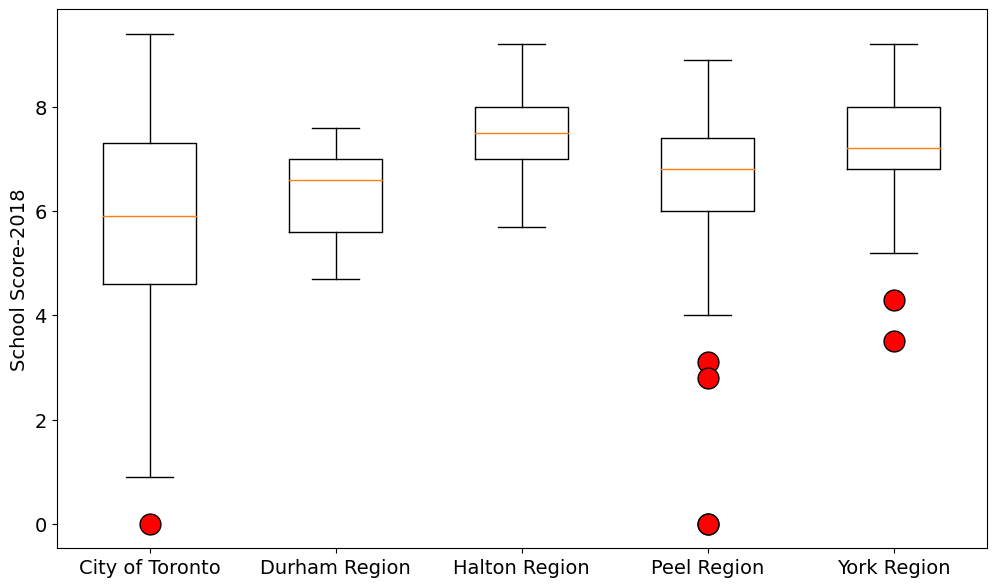 School Score-2018
8
6
4
2
0
City of Toronto
Durham Region
Halton Region
Peel Region
York Region